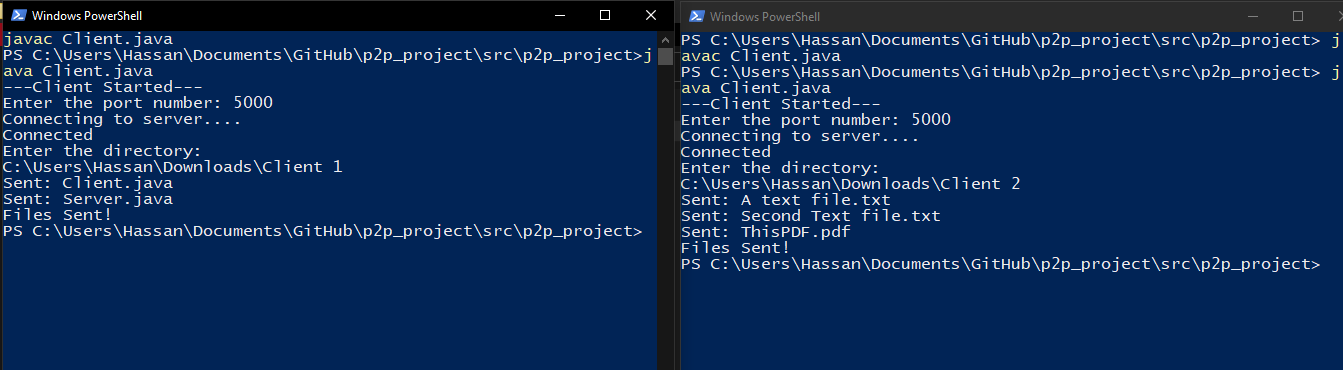 Windows PowerShell
javac Client.java
PS C:\Users\Hassan\Documents\GitHub\p2p_project\src\p2p_project>j
ava Client.java
---Client Started---
Enter the port number: 5000
Connecting to server....
Connected
Enter the directory:
C:\Users\Hassan\Downloads\Client 1
Sent: Client.java
Sent: Server.java
Files Sent!
PS C:\Users\Hassan\Documents\GitHub\p2p_project\src\p2p_project>
Windows PowerShell
PS C:\Users\Hassan\Documents\GitHub\p2p_project\src\p2p_project> j
avac Client.java
PS C:\Users\Hassan\Documents\GitHub\p2p_project\src\p2p_project> j
ava Client.java
---Client Started---
Enter the port number: 5000
Connecting to server....
Connected
Enter the directory:
C:\Users\Hassan\Downloads\Client 2
Sent: A text file.txt
Sent: Second Text file.txt
Sent: ThisPDF.pdf
Files Sent!
PS C:\Users\Hassan\Documents\GitHub\p2p_project\src\p2p_project>